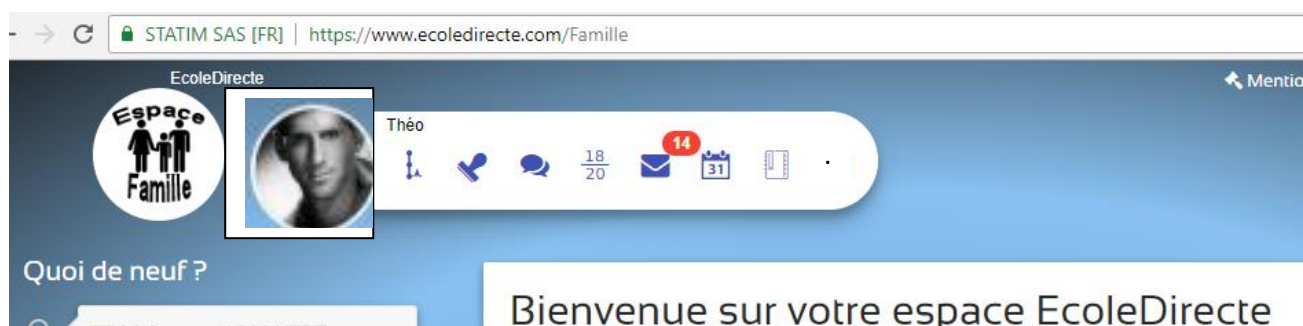 STATIM SAS [FR] | https://www.ecoledirecte.com/Famille
EcoleDirecte
Mentio
Espace
Famille
Théo
18
20
14
31
Quoi de neuf ?
Bienvenue sur votre espace EcoleDirecte